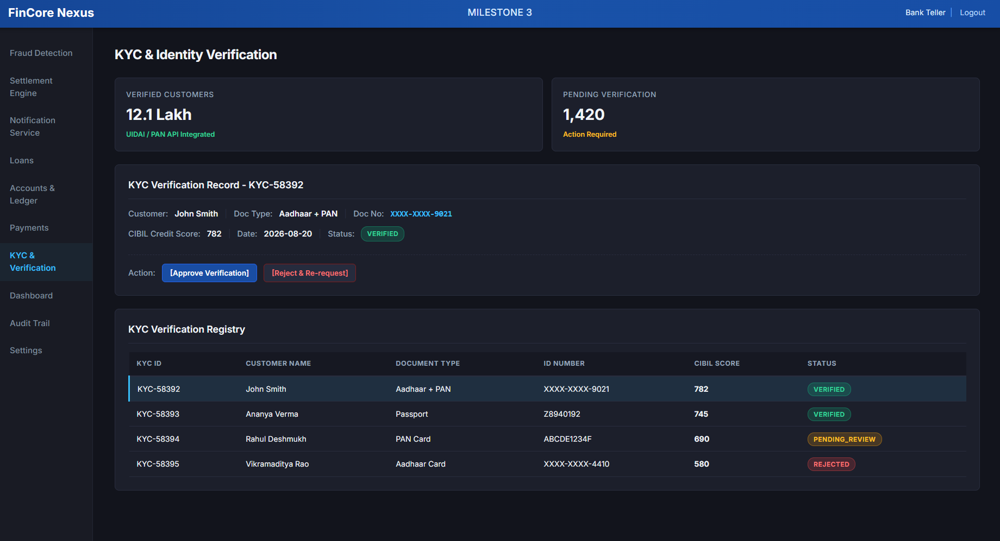 FinCore Nexus
MILESTONE 3
Bank Teller
Logout
Fraud Detection
Settlement
Engine
Notification
Service
Loans
Accounts &
Ledger
Payments
KYC &
Verification
Dashboard
Audit Trail
Settings
KYC & Identity Verification
VERIFIED CUSTOMERS
12.1 Lakh
UIDAI / PAN API Integrated
PENDING VERIFICATION
1,420
Action Required
KYC Verification Record - KYC-58392
Customer: John Smith Doc Type: Aadhaar + PAN Doc No: XXXX-XXXX-9021
CIBIL Credit Score: 782 Date: 2026-08-20 Status: VERIFIED
Action: [Approve Verification] [Reject & Re-request]
KYC Verification Registry
KYC ID CUSTOMER NAME DOCUMENT TYPE ID NUMBER CIBIL SCORE STATUS
KYC-58392 John Smith Aadhaar + PAN XXXX-XXXX-9021 782 VERIFIED
KYC-58393 Ananya Verma Passport Z8940192 745 VERIFIED
KYC-58394 Rahul Deshmukh PAN Card ABCDE1234F 690 PENDING_REVIEW
KYC-58395 Vikramaditya Rao Aadhaar Card XXXX-XXXX-4410 580 REJECTED